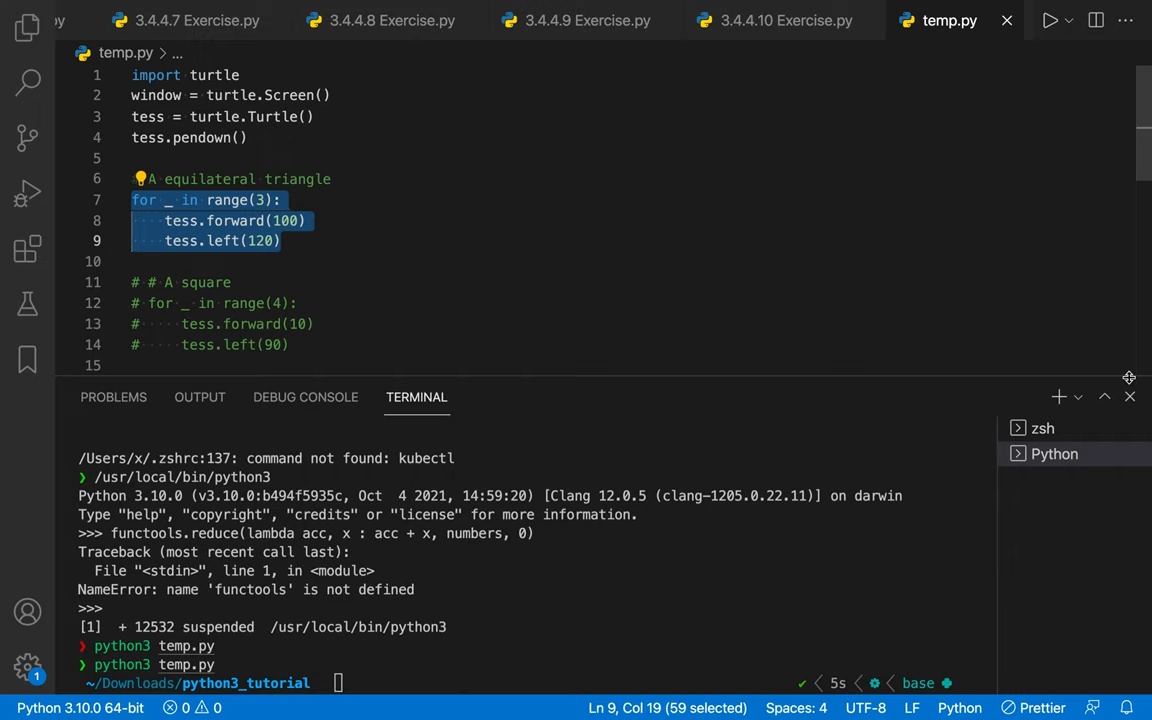 py
3.4.4.7 Exercise.py
3.4.4.8 Exercise.py
3.4.4.9 Exercise.py
3.4.4.10 Exercise.py
temp.py
temp.py > ...
1 import turtle
2 window = turtle.Screen()
3 tess = turtle.Turtle()
4 tess.pendown()
5
6 A equilateral triangle
7 for _ in range(3):
8 tess.forward(100)
9 tess.left(120)
10
11 # # A square
12 # for _ in range(4):
13 # tess.forward(10)
14 # tess.left(90)
15
PROBLEMS OUTPUT DEBUG CONSOLE TERMINAL
zsh
Python
/Users/x/.zshrc:137: command not found: kubectl
❯ /usr/local/bin/python3
Python 3.10.0 (v3.10.0:b494f5935c, Oct  4 2021, 14:59:20) [Clang 12.0.5 (clang-1205.0.22.11)] on darwin
Type "help", "copyright", "credits" or "license" for more information.
>>> functools.reduce(lambda acc, x : acc + x, numbers, 0)
Traceback (most recent call last):
  File "<stdin>", line 1, in <module>
NameError: name 'functools' is not defined
>>>
[1]  + 12532 suspended  /usr/local/bin/python3
❯ python3 temp.py
❯ python3 temp.py
~/Downloads/python3_tutorial ✔ < 5s < < base
1
Python 3.10.0 64-bit 0 0 Ln 9, Col 19 (59 selected) Spaces: 4 UTF-8 LF Python Prettier